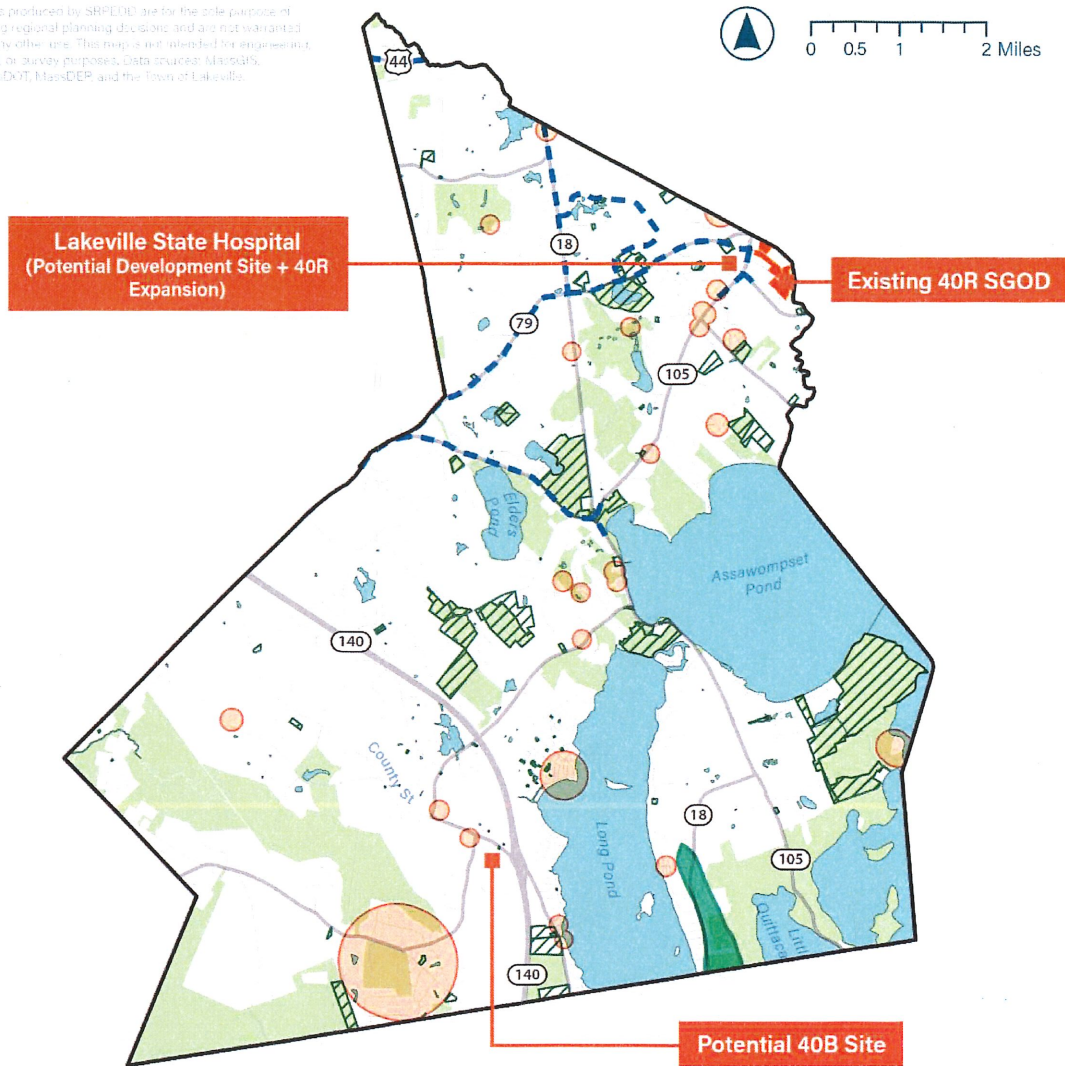 s produced by SRPEDD are for the sole purpose of
g regional planning decisions and are not warranted
ny other use. This map is not intended for engineering,
, or survey purposes. Data sources: MassGIS,
DOT, MassDEP, and the Town of Lakeville.
0 0.5 1 2 Miles
44
Lakeville State Hospital
(Potential Development Site + 40R
Expansion)
18
Existing 40R SGOD
79
105
Elders
Pond
Assawompset
Pond
140
County St
Long Pond
18
105
Little
Quittaca
140
Potential 40B Site